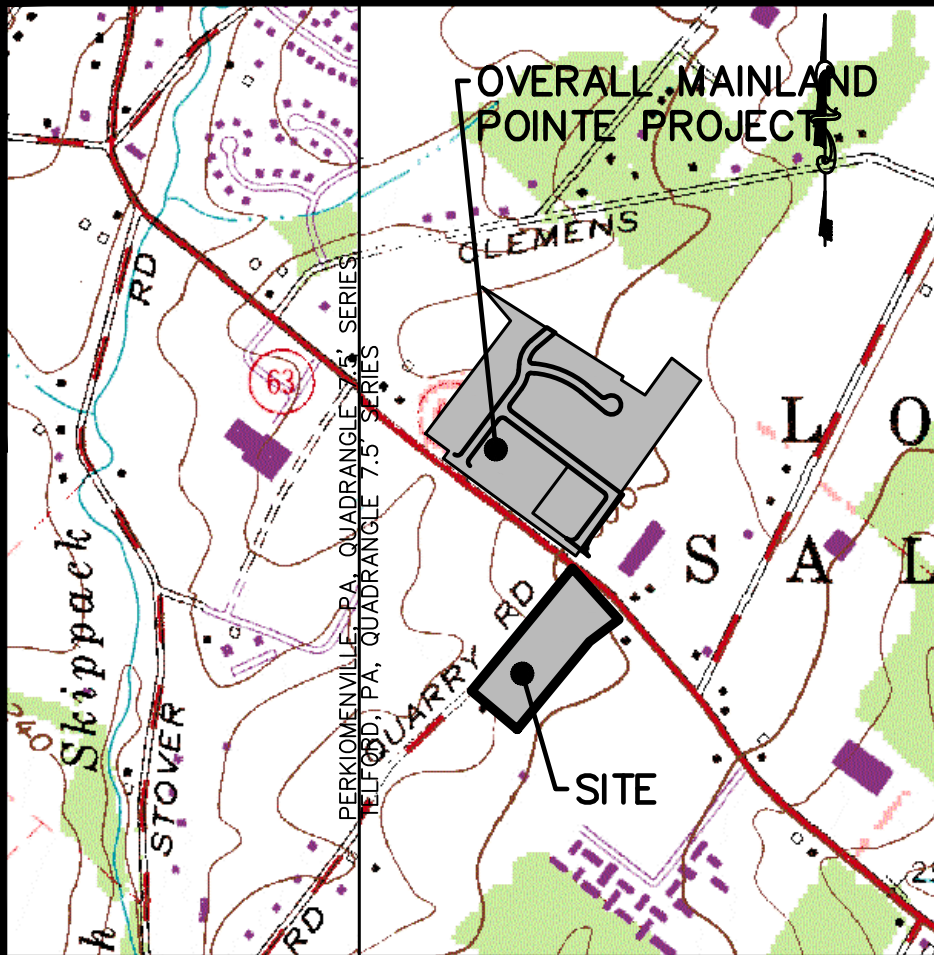 OVERALL MAINLAND
POINTE PROJECT
CLEMENS
RD
63
PERKIOMENVILLE, PA, QUADRANGLE 7.5' SERIES
TELFORD, PA, QUADRANGLE 7.5' SERIES
L O
S A L
RD
QUARRY
Skippack
240
STOVER
SITE
RD
h